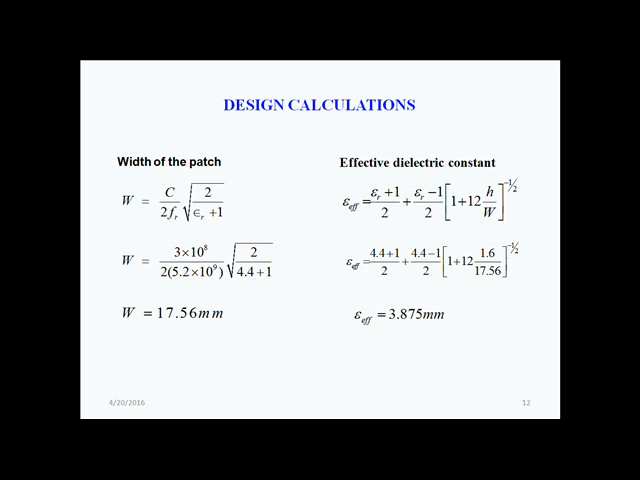 DESIGN CALCULATIONS
Width of the patch
W = C / 2f_r √(2 / (∈_r +1))
W = 3×10^8 / 2(5.2×10^9) √(2 / (4.4+1))
W = 17.56mm
Effective dielectric constant
ε_eff = (ε_r +1)/2 + (ε_r −1)/2 [1+12 h/W]^(−1/2)
ε_eff = (4.4+1)/2 + (4.4−1)/2 [1+12 1.6/17.56]^(−1/2)
ε_eff = 3.875mm
4/20/2016
12